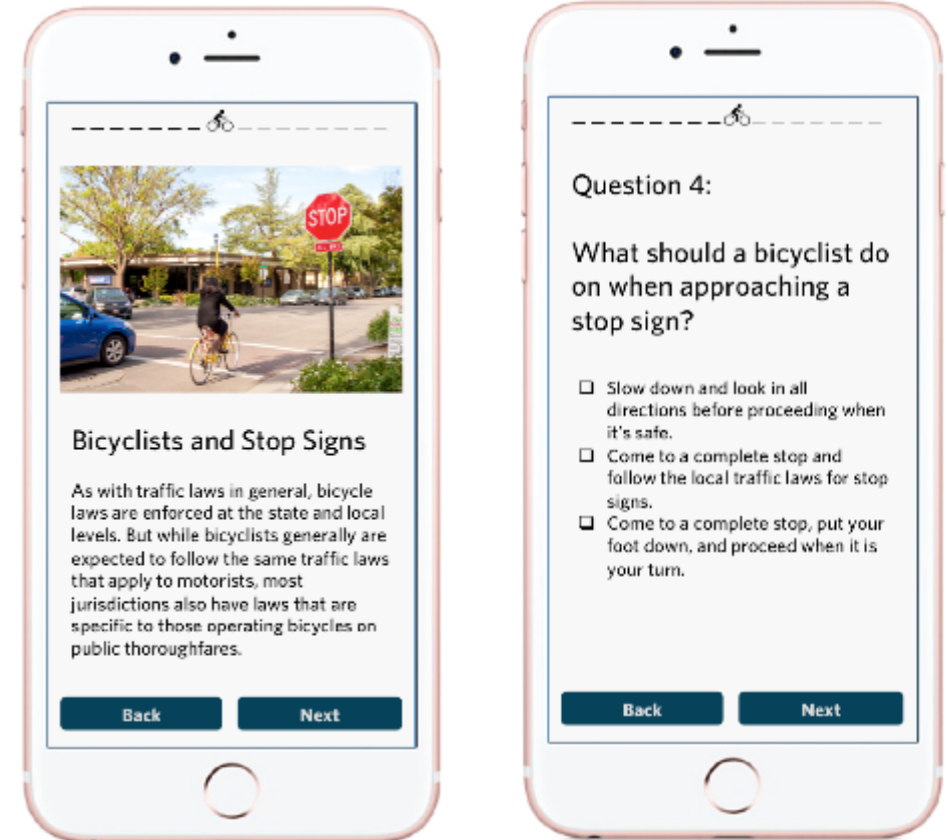 STOP
Bicyclists and Stop Signs
As with traffic laws in general, bicycle
laws are enforced at the state and local
levels. But while bicyclists generally are
expected to follow the same traffic laws
that apply to motorists, most
jurisdictions also have laws that are
specific to those operating bicycles on
public thoroughfares.
Back
Next
Question 4:
What should a bicyclist do
on when approaching a
stop sign?
Slow down and look in all
directions before proceeding when
it's safe.
Come to a complete stop and
follow the local traffic laws for stop
signs.
Come to a complete stop, put your
foot down, and proceed when it is
your turn.
Back
Next